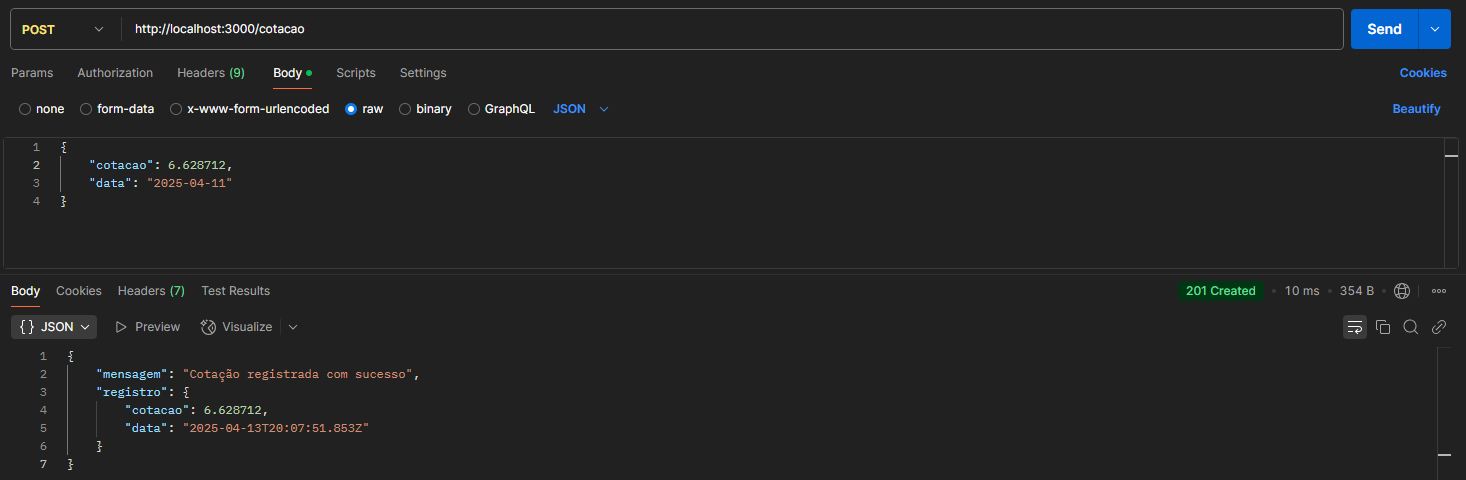 POST http://localhost:3000/cotacao Send
Params Authorization Headers (9) Body Scripts Settings Cookies
none form-data x-www-form-urlencoded raw binary GraphQL JSON Beautify
1 {
2 "cotacao": 6.628712,
3 "data": "2025-04-11"
4 }
Body Cookies Headers (7) Test Results 201 Created • 10 ms • 354 B •
{ } JSON Preview Visualize
1 {
2 "mensagem": "Cotação registrada com sucesso",
3 "registro": {
4 "cotacao": 6.628712,
5 "data": "2025-04-13T20:07:51.853Z"
6 }
7 }